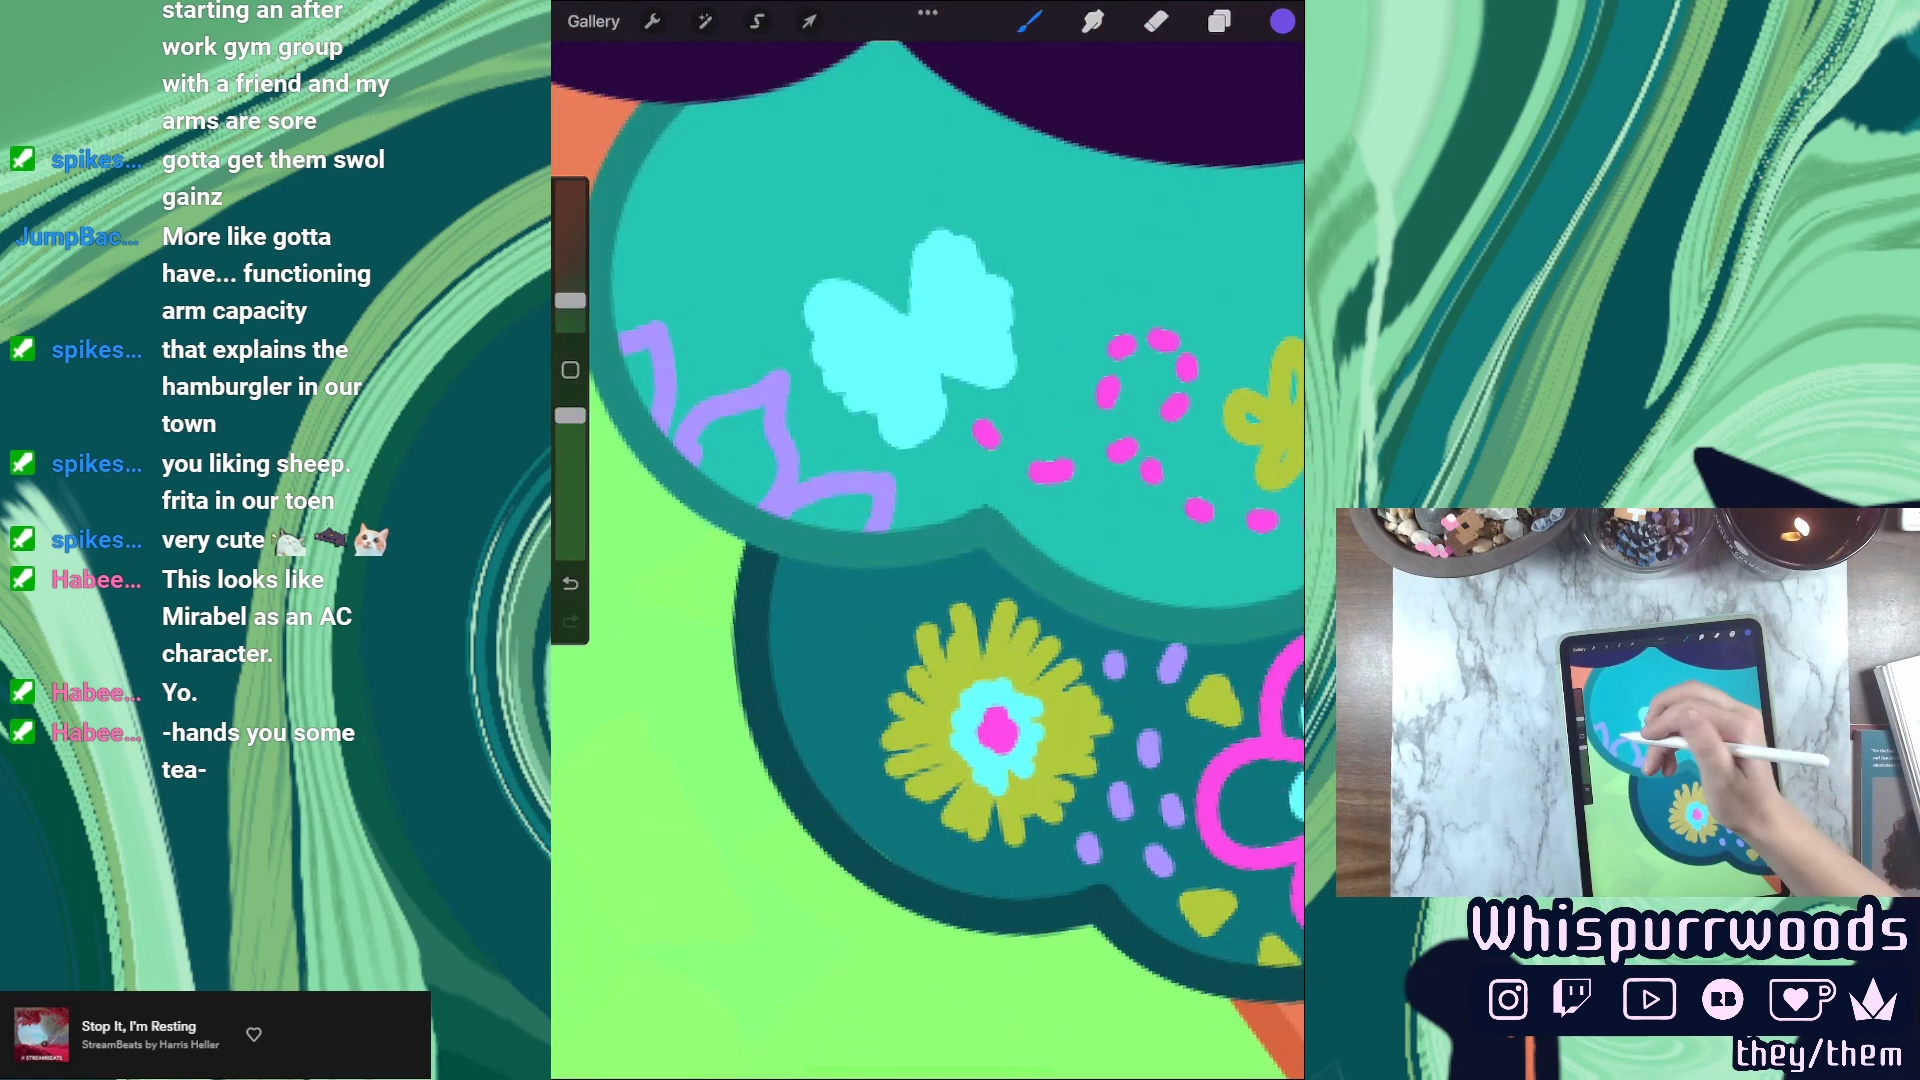 starting an after
work gym group
with a friend and my
arms are sore
spikes... gotta get them swol
gainz
JumpBac... More like gotta
have... functioning
arm capacity
spikes... that explains the
hamburgler in our
town
spikes... you liking sheep.
frita in our toen
spikes... very cute
Habee... This looks like
Mirabel as an AC
character.
Habee... Yo.
Habee... -hands you some
tea-
Stop It, I'm Resting
StreamBeats by Harris Heller
Gallery
Whispurrwoods
RB
they/them